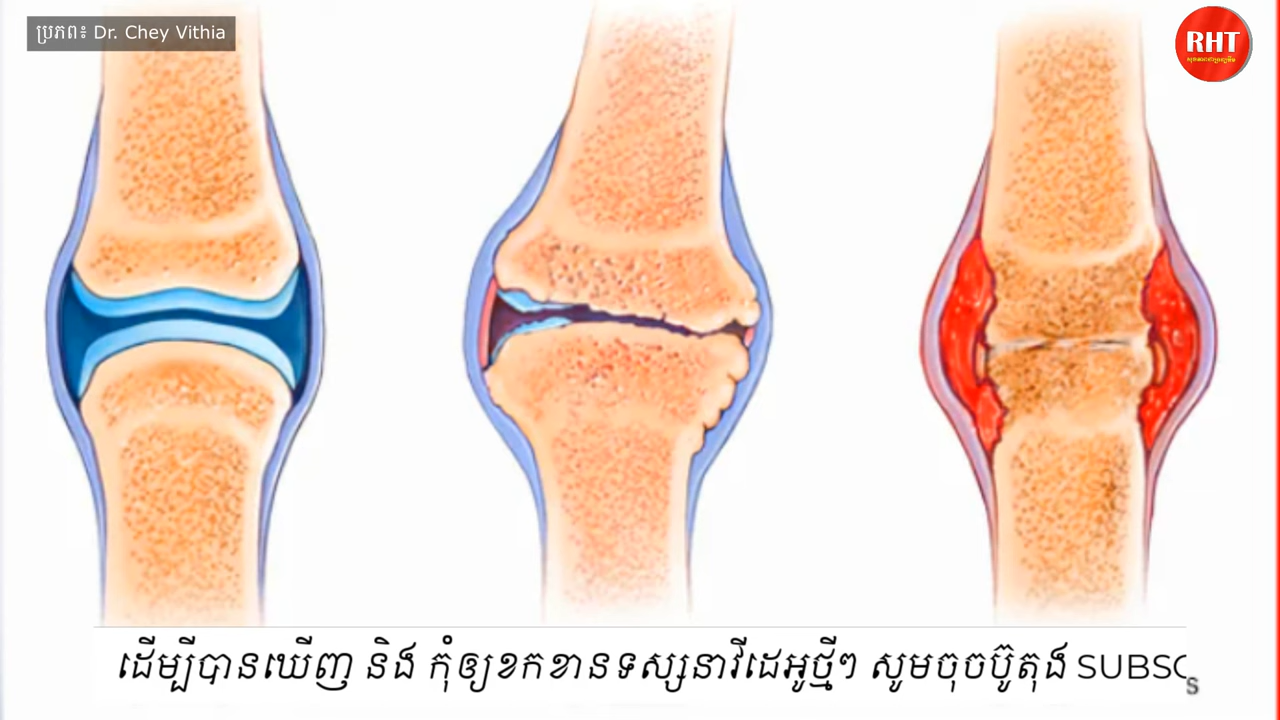 ប្រភព៖ Dr. Chey Vithia
RHT
ដើម្បីបានឃើញ និង កុំឲ្យខកខានទស្សនាវីដេអូថ្មីៗ សូមចុចប៊ូតុង SUBSC
s